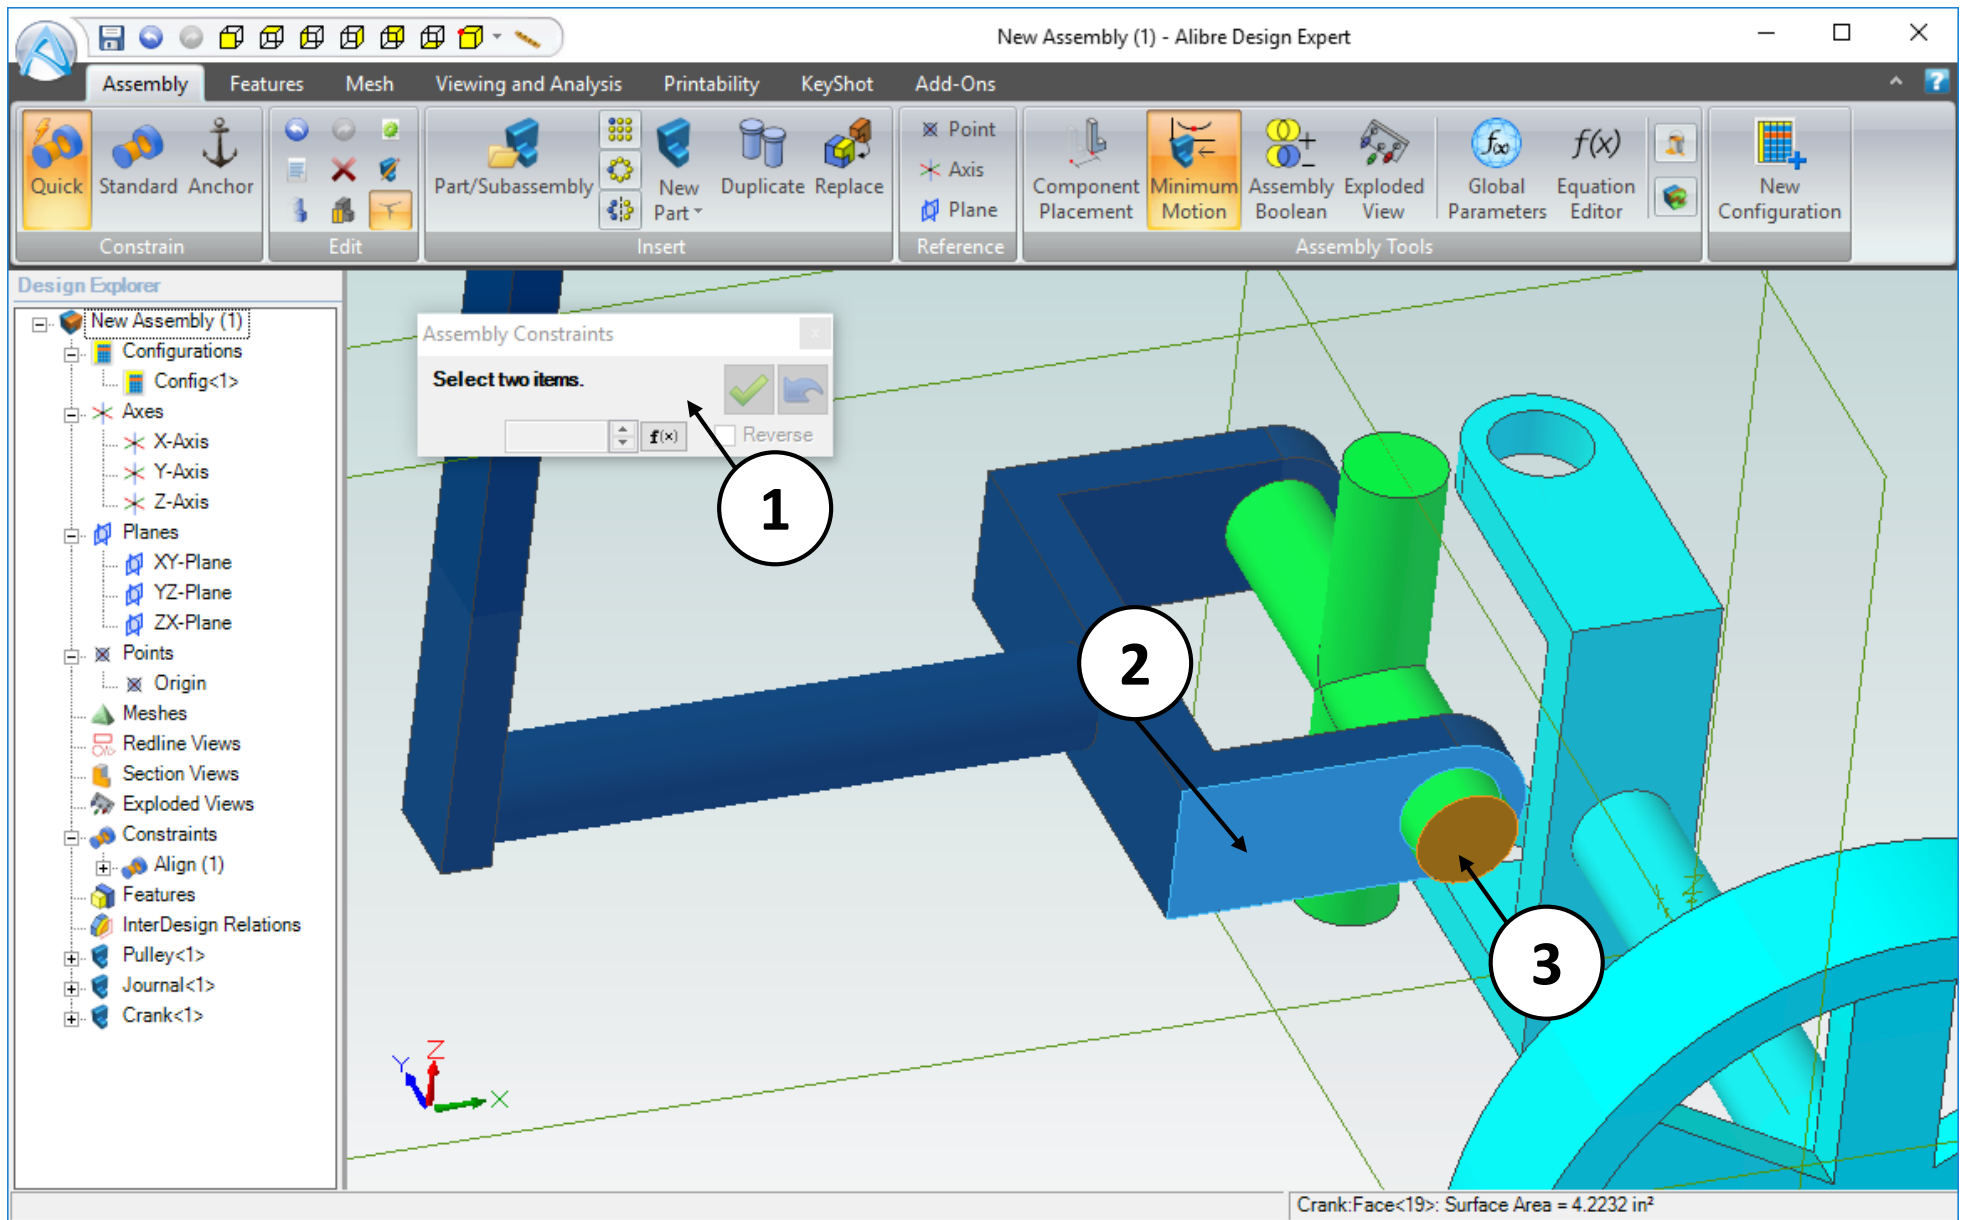 New Assembly (1) - Alibre Design Expert
Assembly Features Mesh Viewing and Analysis Printability KeyShot Add-Ons
?
Quick Standard Anchor
Constrain
Edit
Part/Subassembly
New
Part
Duplicate Replace
Insert
Point
Axis
Plane
Reference
Component
Placement
Minimum
Motion
Assembly
Boolean
Exploded
View
Global
Parameters
f(x)
Equation
Editor
Assembly Tools
New
Configuration
Design Explorer
New Assembly (1)
Configurations
Config<1>
Axes
X-Axis
Y-Axis
Z-Axis
Planes
XY-Plane
YZ-Plane
ZX-Plane
Points
Origin
Meshes
Redline Views
Section Views
Exploded Views
Constraints
Align (1)
Features
InterDesign Relations
Pulley<1>
Journal<1>
Crank<1>
Assembly Constraints
Select two items.
f(x)
Reverse
1
2
3
Z
Y
X
Crank:Face<19>: Surface Area = 4.2232 in²